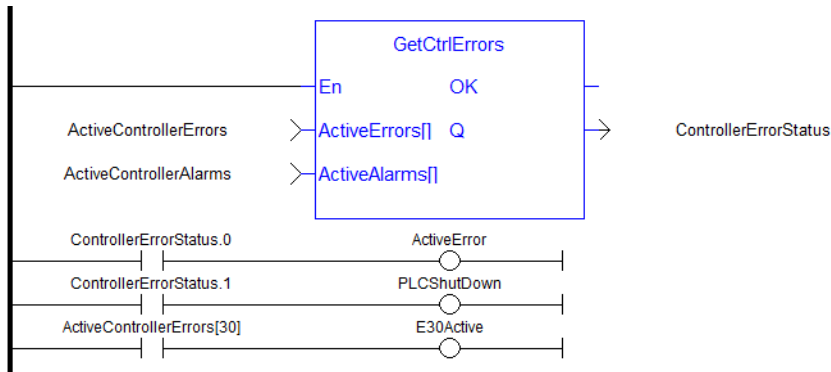 GetCtrlErrors
En OK
ActiveControllerErrors ActiveErrors[] Q ControllerErrorStatus
ActiveControllerAlarms ActiveAlarms[]
ControllerErrorStatus.0 ActiveError
ControllerErrorStatus.1 PLCShutDown
ActiveControllerErrors[30] E30Active